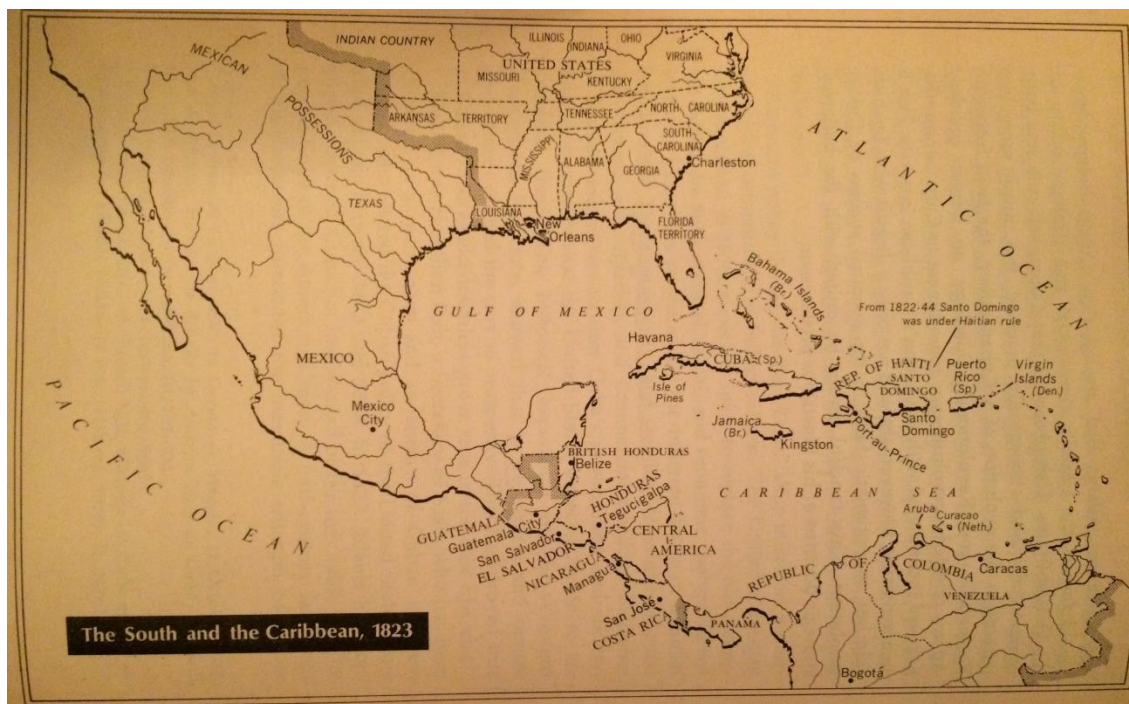 INDIAN COUNTRY
ILLINOIS
INDIANA
OHIO
VIRGINIA
MEXICAN
POSSESSIONS
UNITED STATES
MISSOURI
KENTUCKY
ARKANSAS
TERRITORY
TENNESSEE
NORTH CAROLINA
SOUTH
CAROLINA
Charleston
MISSISSIPPI
ALABAMA
GEORGIA
TEXAS
LOUISIANA
New
Orleans
FLORIDA
TERRITORY
ATLANTIC OCEAN
Bahama Islands
(Br.)
GULF OF MEXICO
From 1822-44 Santo Domingo
was under Haitian rule
Havana
CUBA (Sp.)
Isle of
Pines
REP. OF HAITI
SANTO
DOMINGO
Puerto
Rico
(Sp.)
Virgin
Islands
(Den.)
Santo
Domingo
Port-au-Prince
Jamaica
(Br.)
Kingston
MEXICO
Mexico
City
PACIFIC OCEAN
BRITISH HONDURAS
Belize
CARIBBEAN SEA
HONDURAS
Tegucigalpa
GUATEMALA
Guatemala City
San Salvador
EL SALVADOR
NICARAGUA
Managua
CENTRAL
AMERICA
Aruba
Curacao
(Neth.)
REPUBLIC OF COLOMBIA
Caracas
VENEZUELA
San José
COSTA RICA
PANAMA
Bogotá
The South and the Caribbean, 1823